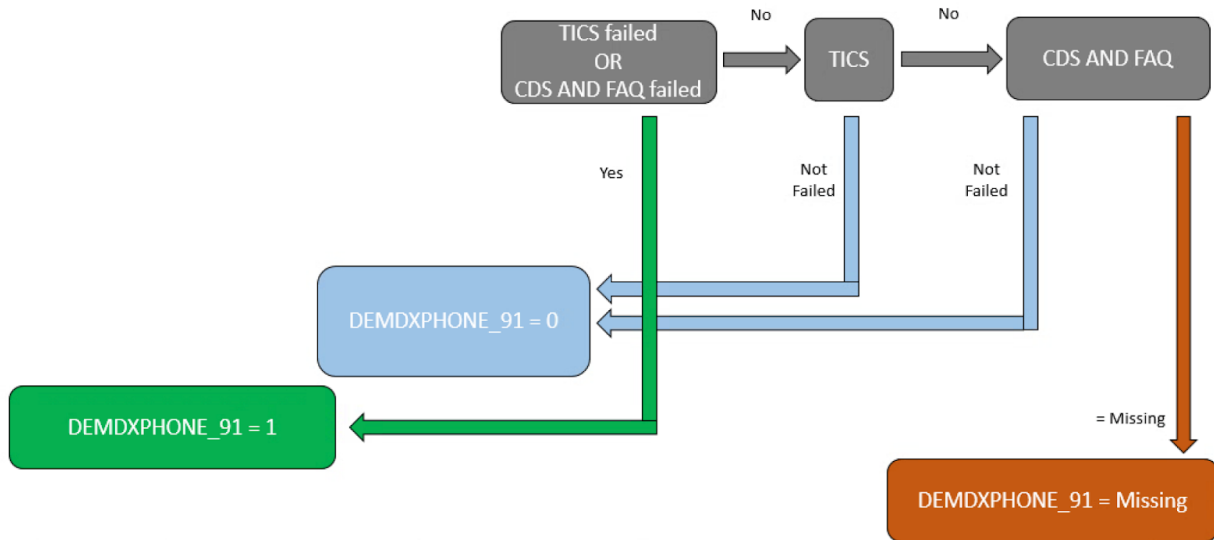 No
No
TICS failed
OR
CDS AND FAQ failed
TICS
CDS AND FAQ
Yes
Not
Failed
Not
Failed
DEMDXPHONE_91 = 0
DEMDXPHONE_91 = 1
= Missing
DEMDXPHONE_91 = Missing